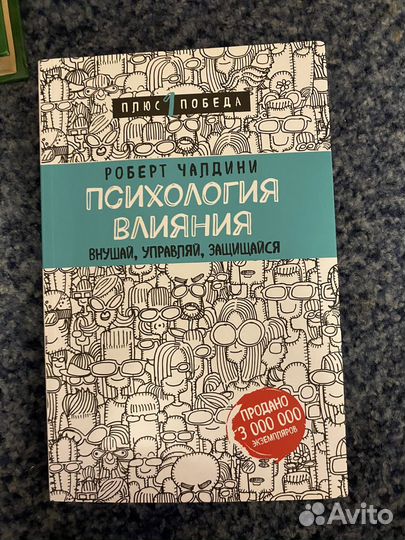 ПЛЮС 1 ПОБЕДА
РОБЕРТ ЧАЛДИНИ
ПСИХОЛОГИЯ
ВЛИЯНИЯ
ВНУШАЙ, УПРАВЛЯЙ, ЗАЩИЩАЙСЯ
ПРОДАНО
3 000 000
ЭКЗЕМПЛЯРОВ
Avito